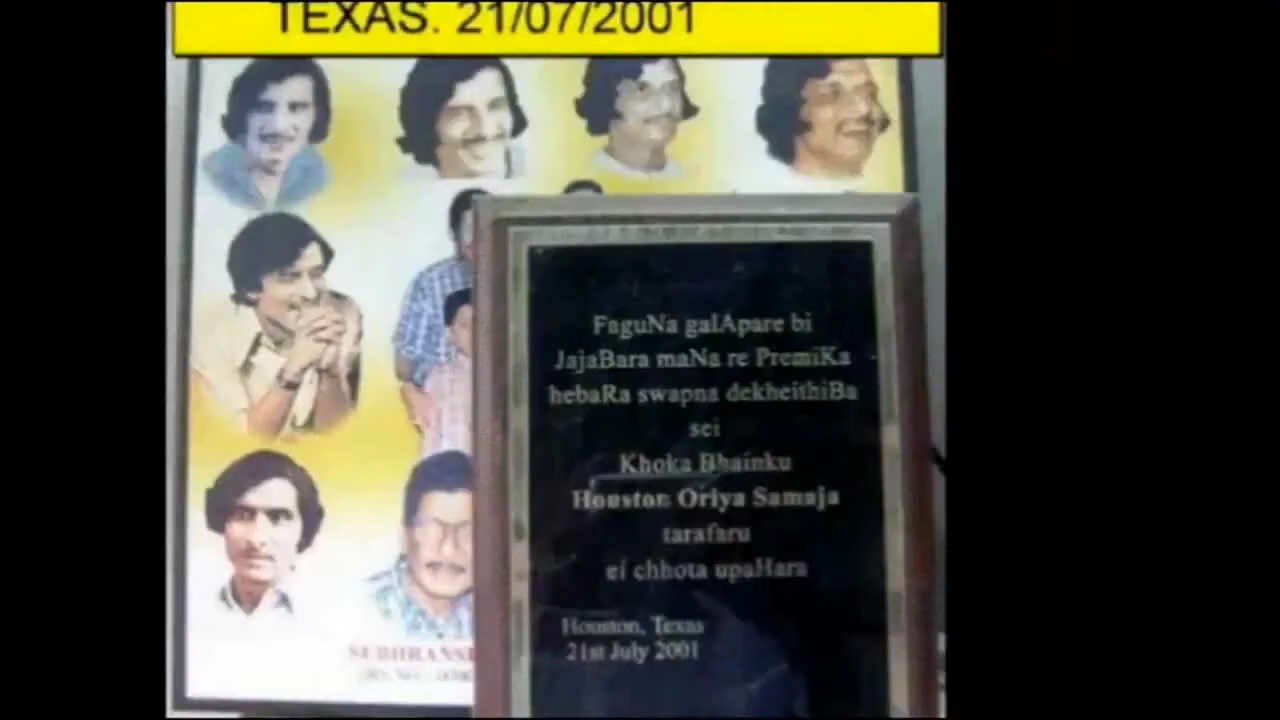 TEXAS. 21/07/2001
FaguNa galApare bi
JajaBara maNa re PremiKa
hebaRa swapna dekheithiBa
sei
Khoka Bhainku
Houston Oriya Samaja
tarafaru
ei chhota upaHara
Houston, Texas
21st July 2001